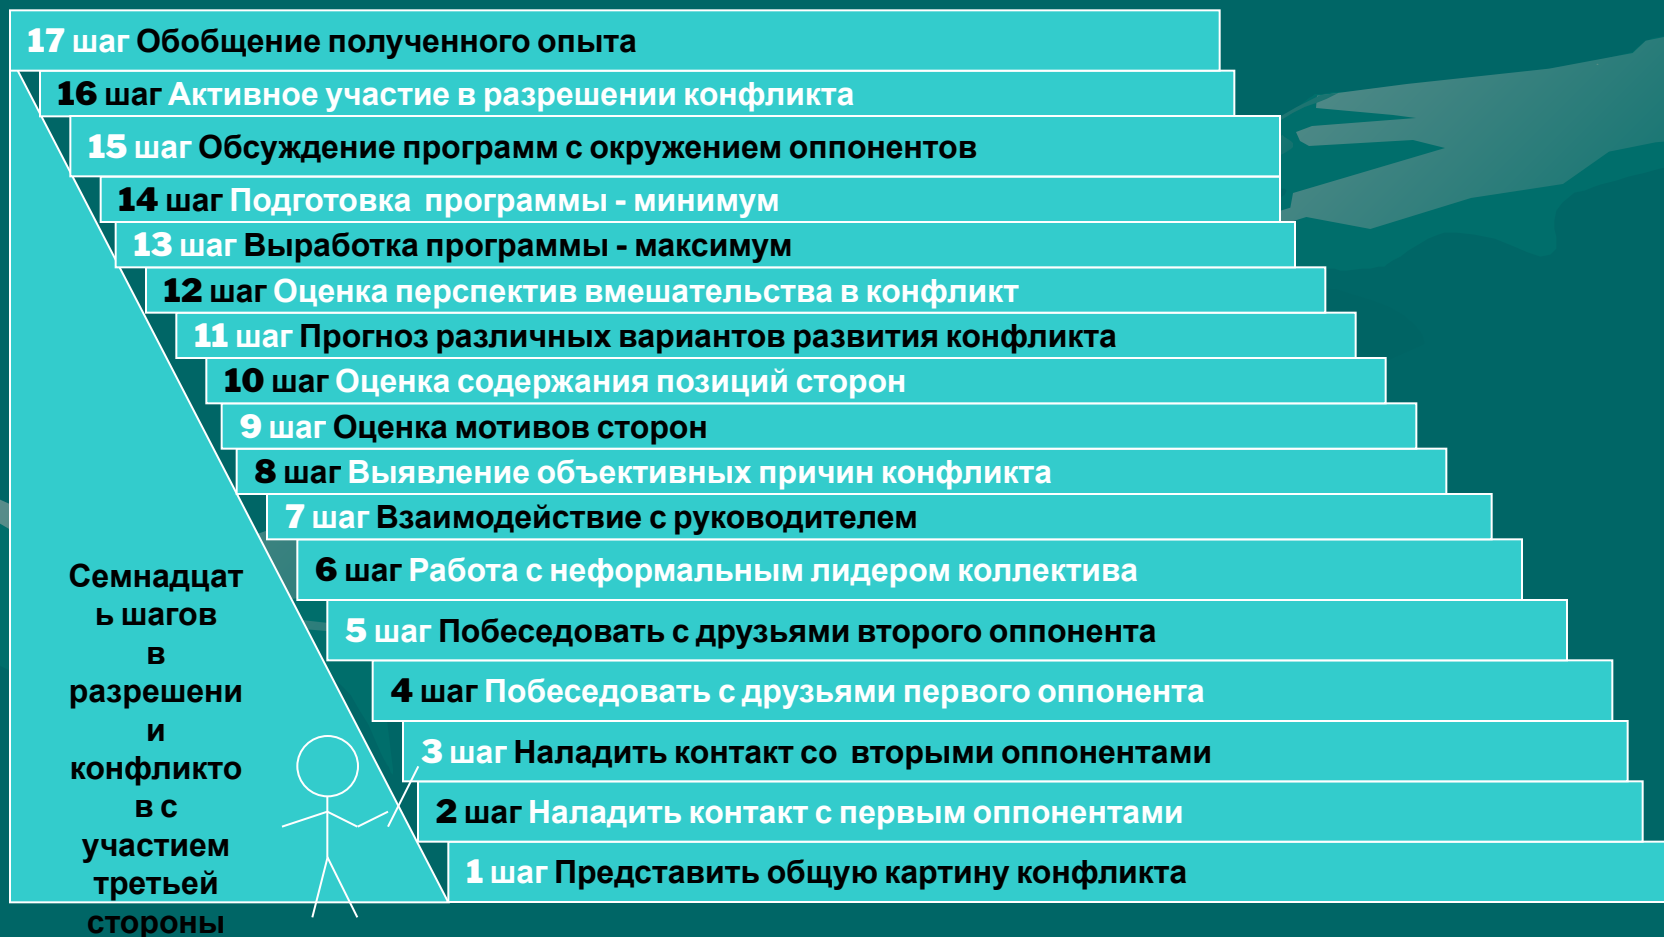 17 шаг Обобщение полученного опыта
16 шаг Активное участие в разрешении конфликта
15 шаг Обсуждение программ с окружением оппонентов
14 шаг Подготовка  программы - минимум
13 шаг Выработка программы - максимум
12 шаг Оценка перспектив вмешательства в конфликт
11 шаг Прогноз различных вариантов развития конфликта
10 шаг Оценка содержания позиций сторон
9 шаг Оценка мотивов сторон
8 шаг Выявление объективных причин конфликта
7 шаг Взаимодействие с руководителем
6 шаг Работа с неформальным лидером коллектива
5 шаг Побеседовать с друзьями второго оппонента
4 шаг Побеседовать с друзьями первого оппонента
3 шаг Наладить контакт со  вторыми оппонентами
2 шаг Наладить контакт с первым оппонентами
1 шаг Представить общую картину конфликта
Семнадцат
ь шагов
в
разрешени
и
конфликто
в с
участием
третьей
стороны